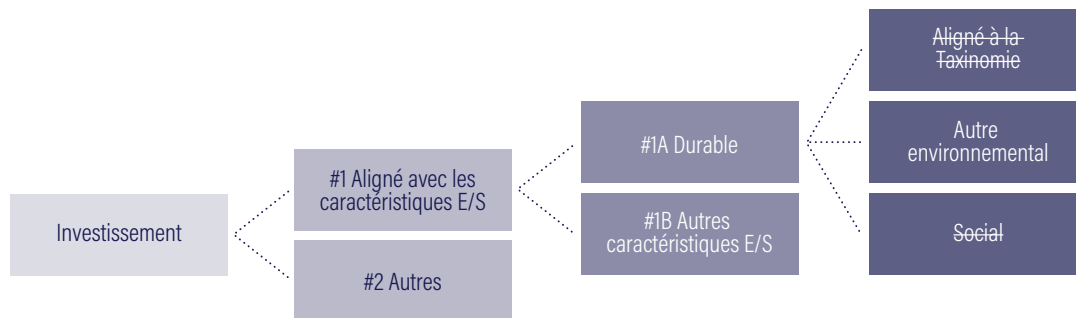 Investissement
#1 Aligné avec les
caractéristiques E/S
#2 Autres
#1A Durable
#1B Autres
caractéristiques E/S
Aligné à la
Taxinomie
Autre
environnemental
Social